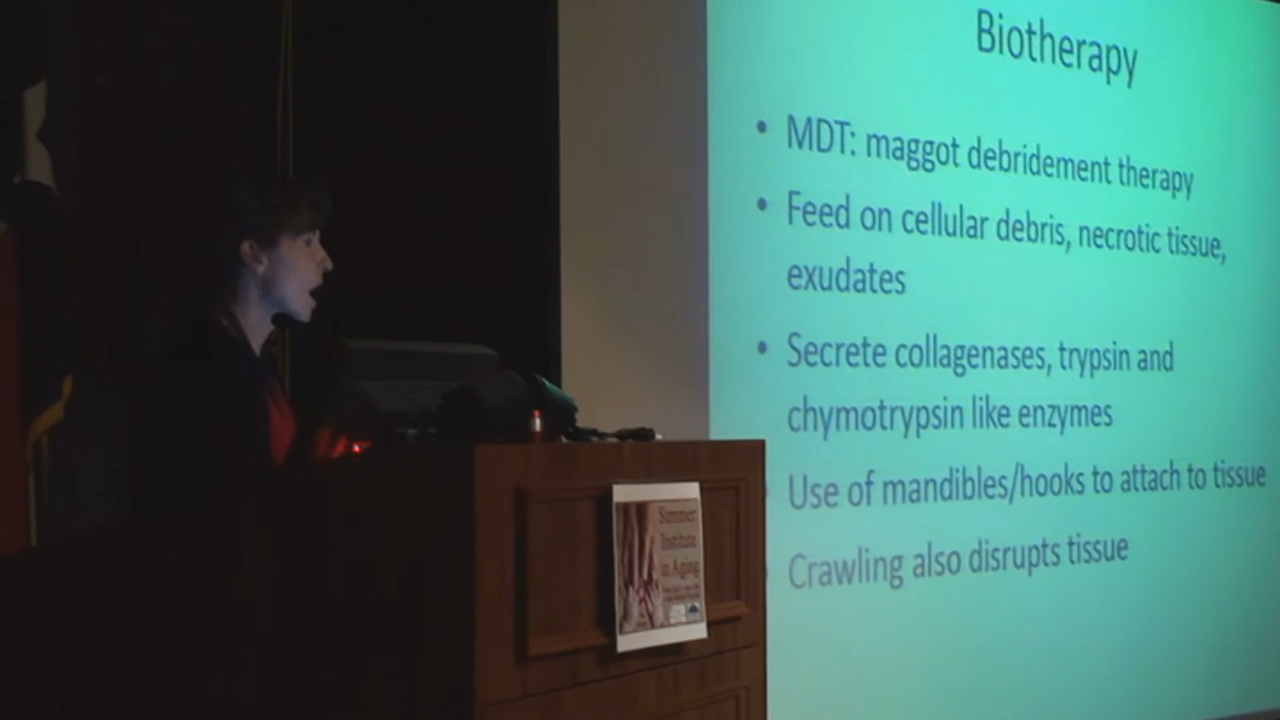 Biotherapy
• MDT: maggot debridement therapy
• Feed on cellular debris, necrotic tissue,
exudates
• Secrete collagenases, trypsin and
chymotrypsin like enzymes
Use of mandibles/hooks to attach to tissue
Crawling also disrupts tissue
Summer
Institute
in Aging